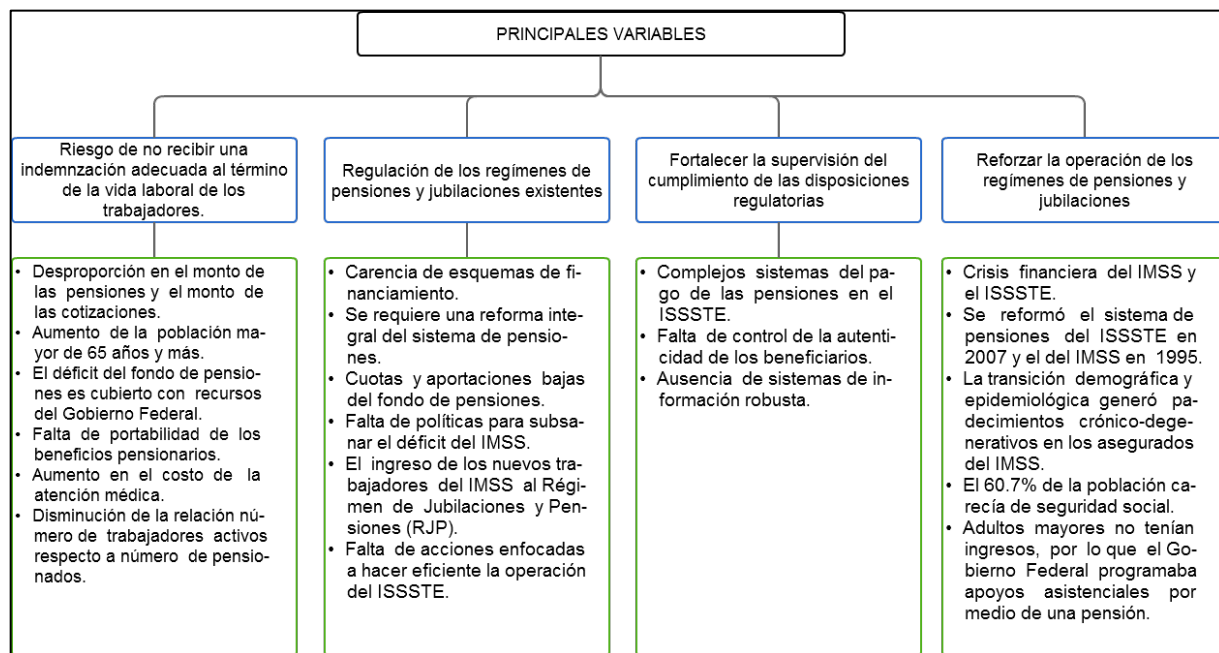 PRINCIPALES VARIABLES
Riesgo de no recibir una
indemnzación adecuada al término
de la vida laboral de los
trabajadores.
Regulación de los regímenes de
pensiones y jubilaciones existentes
Fortalecer la supervisión del
cumplimiento de las disposiciones
regulatorias
Reforzar la operación de los
regímenes de pensiones y
jubilaciones
• Desproporción en el monto de
las pensiones y el monto de
las cotizaciones.
• Aumento de la población ma-
yor de 65 años y más.
• El déficit del fondo de pensio-
nes es cubierto con recursos
del Gobierno Federal.
• Falta de portabilidad de los
beneficios pensionarios.
• Aumento en el costo de la
atención médica.
• Disminución de la relación nú-
mero de trabajadores activos
respecto a número de pensio-
nados.
• Carencia de esquemas de fi-
nanciamiento.
• Se requiere una reforma inte-
gral del sistema de pensio-
nes.
• Cuotas y aportaciones bajas
del fondo de pensiones.
• Falta de políticas para subsa-
nar el déficit del IMSS.
• El ingreso de los nuevos tra-
bajadores del IMSS al Régi-
men de Jubilaciones y Pen-
siones (RJP).
• Falta de acciones enfocadas
a hacer eficiente la operación
del ISSSTE.
• Complejos sistemas del pa-
go de las pensiones en el
ISSSTE.
• Falta de control de la autenti-
cidad de los beneficiarios.
• Ausencia de sistemas de in-
formación robusta.
• Crisis financiera del IMSS y
el ISSSTE.
• Se reformó el sistema de
pensiones del ISSSTE en
2007 y el del IMSS en 1995.
• La transición demográfica y
epidemiológica generó pa-
decimientos crónico-dege-
nerativos en los asegurados
del IMSS.
• El 60.7% de la población ca-
recía de seguridad social.
• Adultos mayores no tenían
ingresos, por lo que el Go-
bierno Federal programaba
apoyos asistenciales por
medio de una pensión.